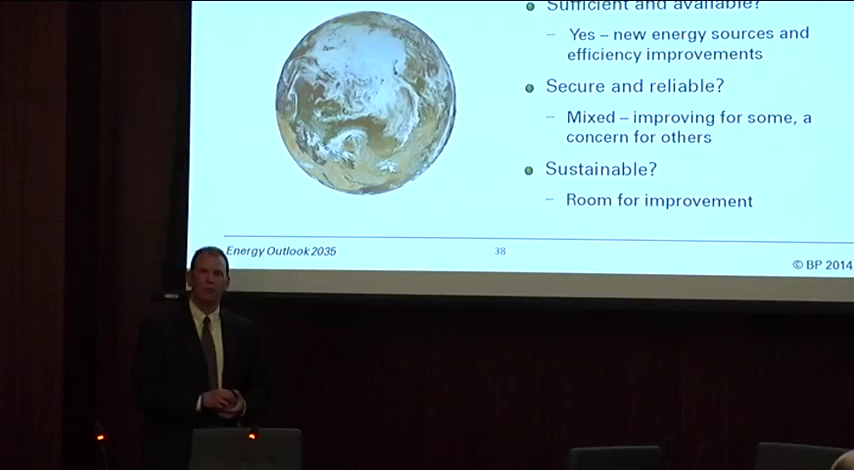 Sufficient and available?
– Yes – new energy sources and
efficiency improvements
Secure and reliable?
– Mixed – improving for some, a
concern for others
Sustainable?
– Room for improvement
Energy Outlook 2035
38
© BP 2014